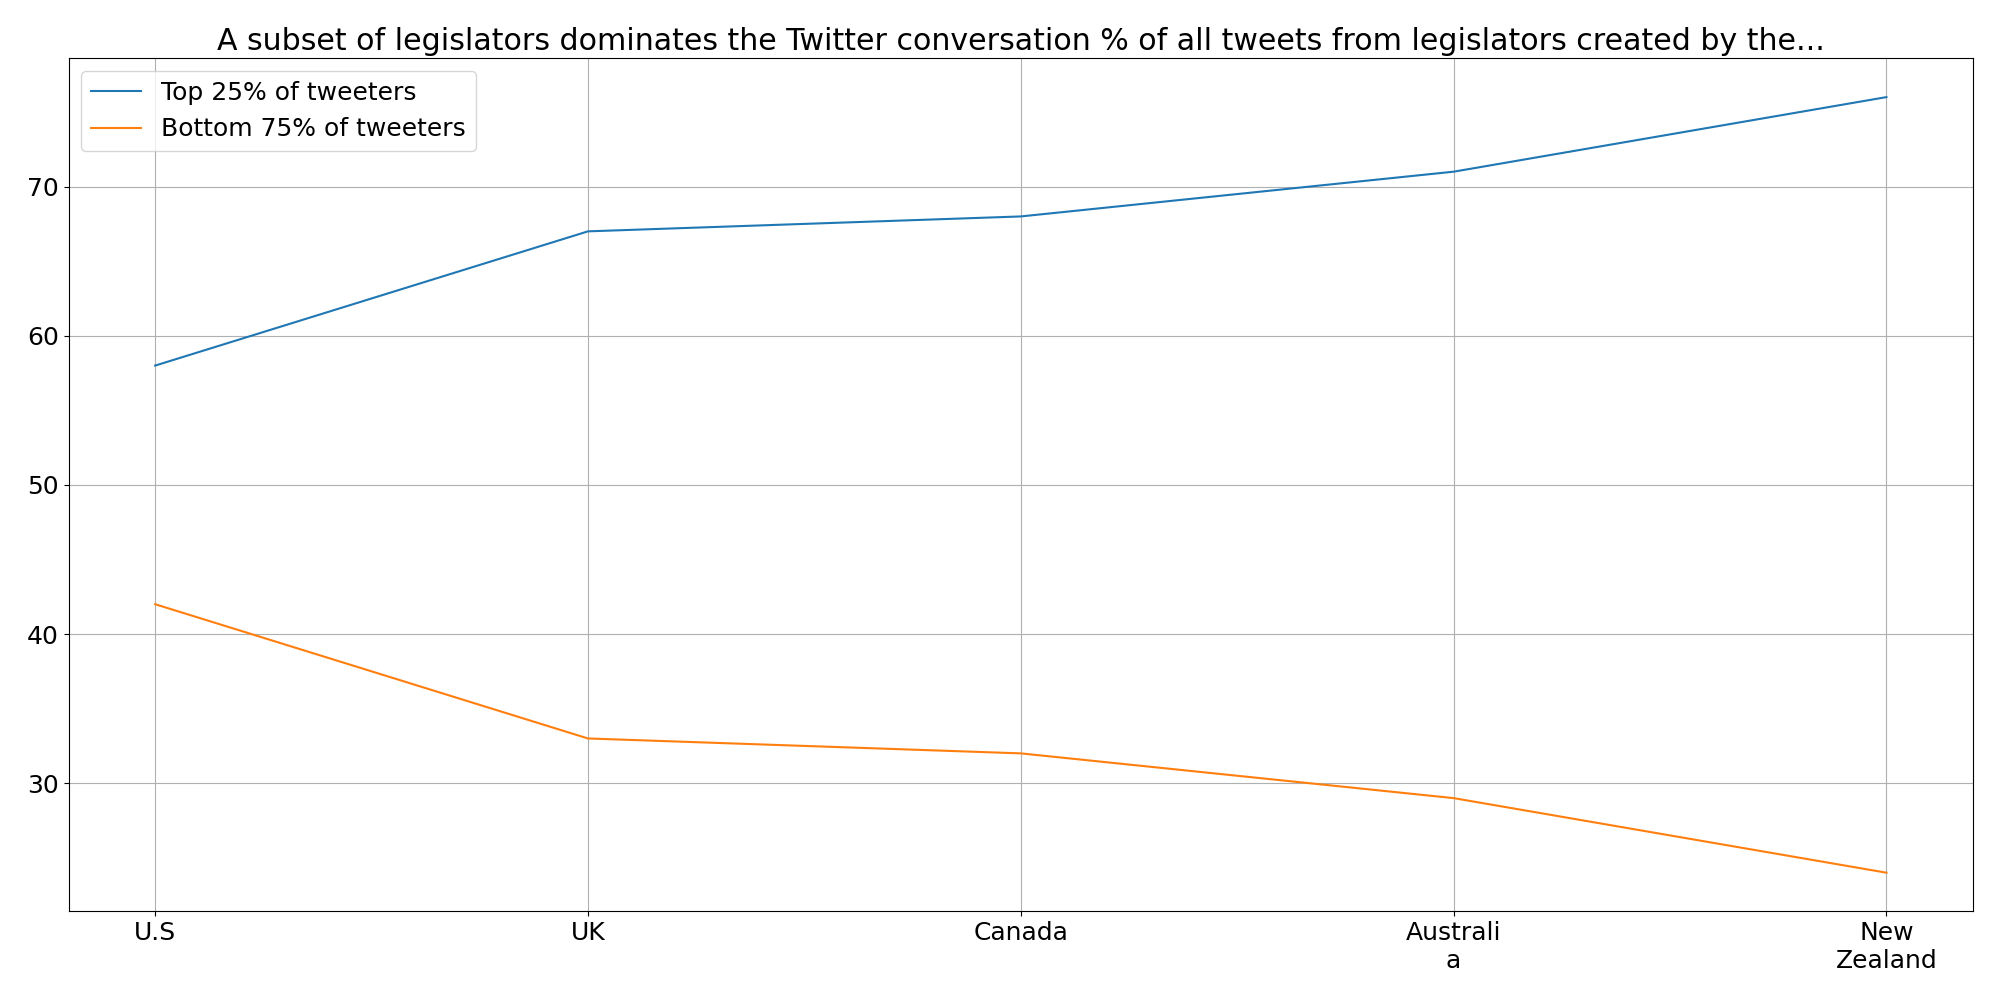 A subset of legislators dominates the Twitter conversation % of all tweets from legislators created by the...
Top 25% of tweeters
Bottom 75% of tweeters
70
60
50
40
30
U.S
UK
Canada
Australi
a
New
Zealand